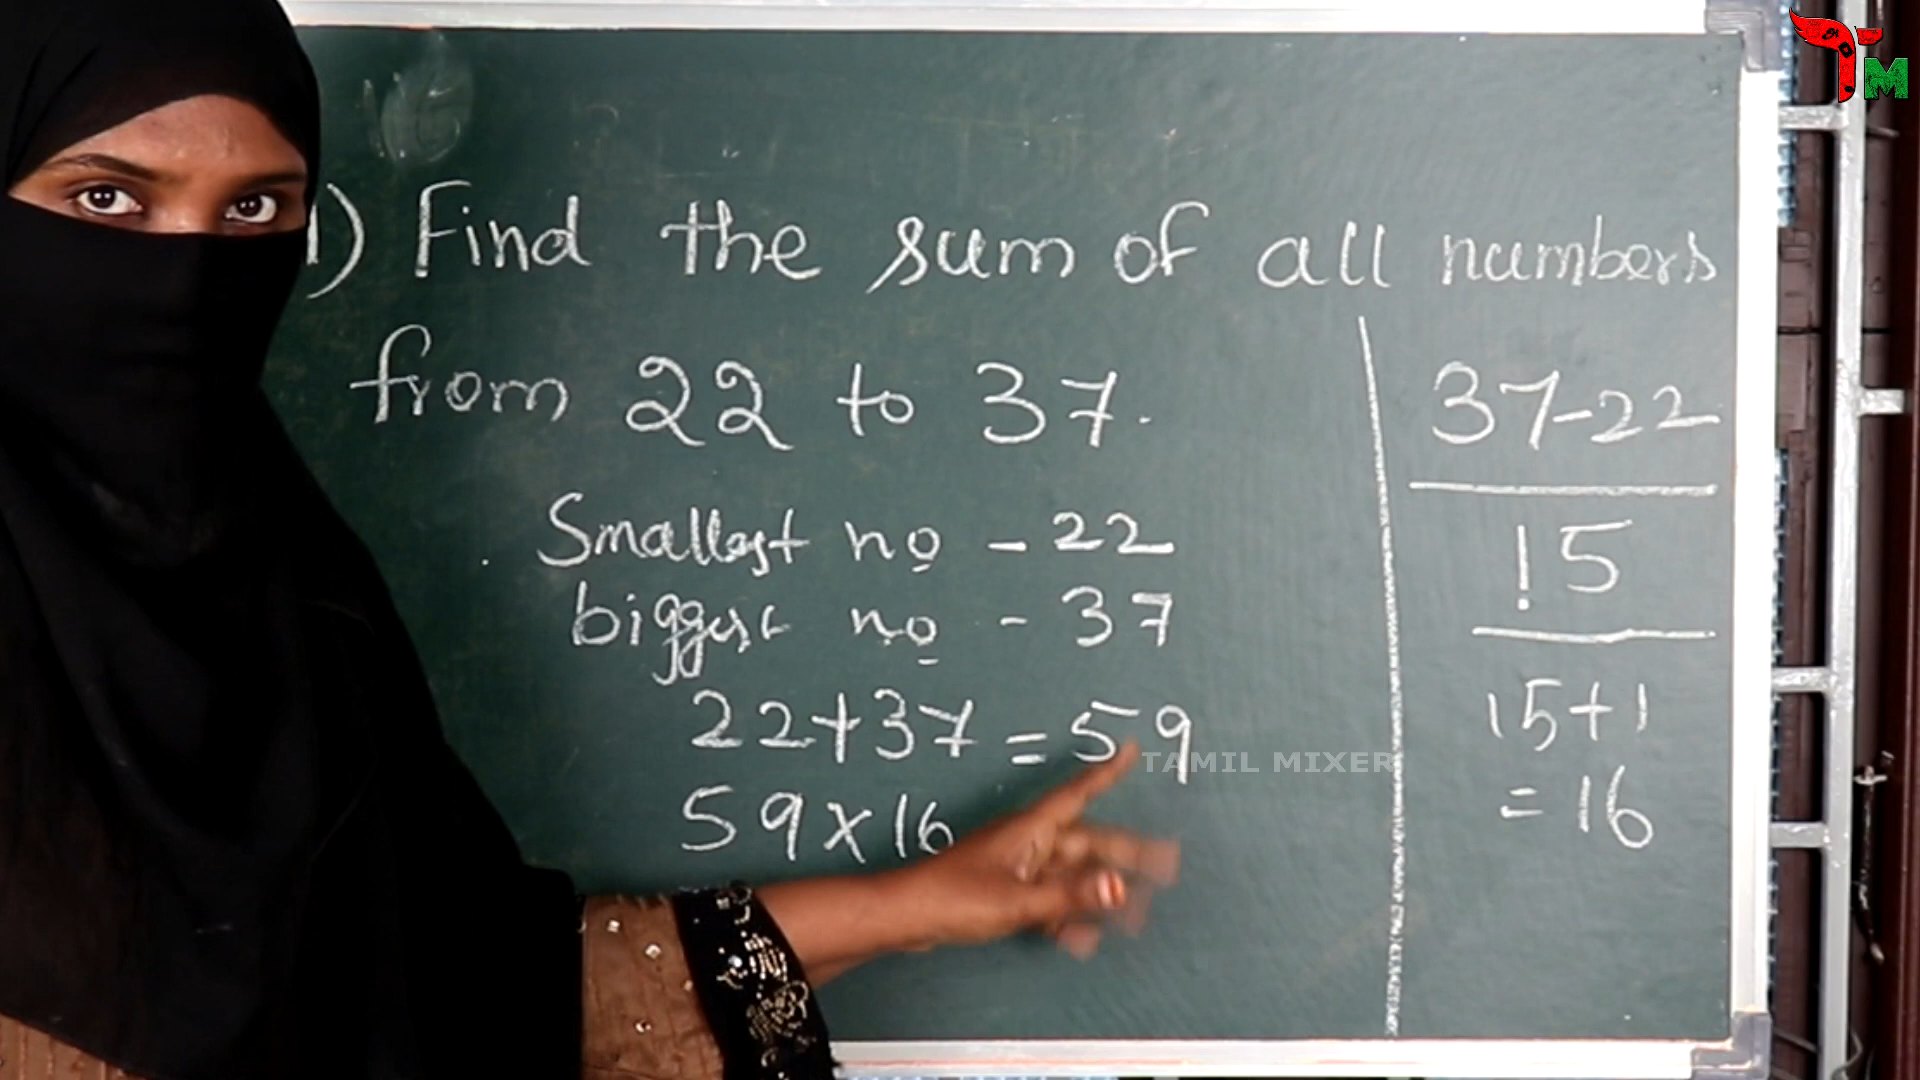 1) Find the sum of all numbers
from 22 to 37.
Smallest no - 22
biggest no - 37
22+37 = 59
59x16
37-22
15
15+1
= 16
TAMIL MIXER
TM